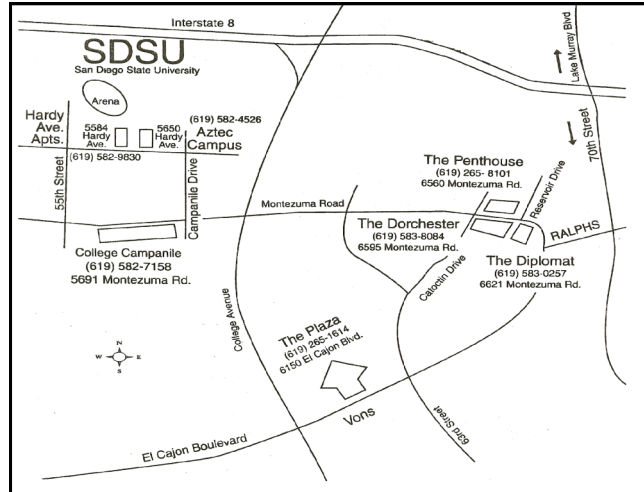 Interstate 8
Lake Murray Blvd
SDSU
San Diego State University
Arena
Hardy
Ave.
Apts.
5584
Hardy
Ave.
5650
Hardy
Ave.
(619) 582-4526
Aztec
Campus
(619) 582-9830
55th Street
Campanile Drive
70th Street
The Penthouse
(619) 265- 8101
6560 Montezuma Rd.
Reservoir Drive
Montezuma Road
The Dorchester
(619) 583-8084
6595 Montezuma Rd.
RALPHS
College Campanile
(619) 582-7158
5691 Montezuma Rd.
The Diplomat
(619) 583-0257
6621 Montezuma Rd.
Catoctin Drive
College Avenue
The Plaza
(619) 265-1614
6150 El Cajon Blvd.
N
W
E
S
Vons
63rd Street
El Cajon Boulevard